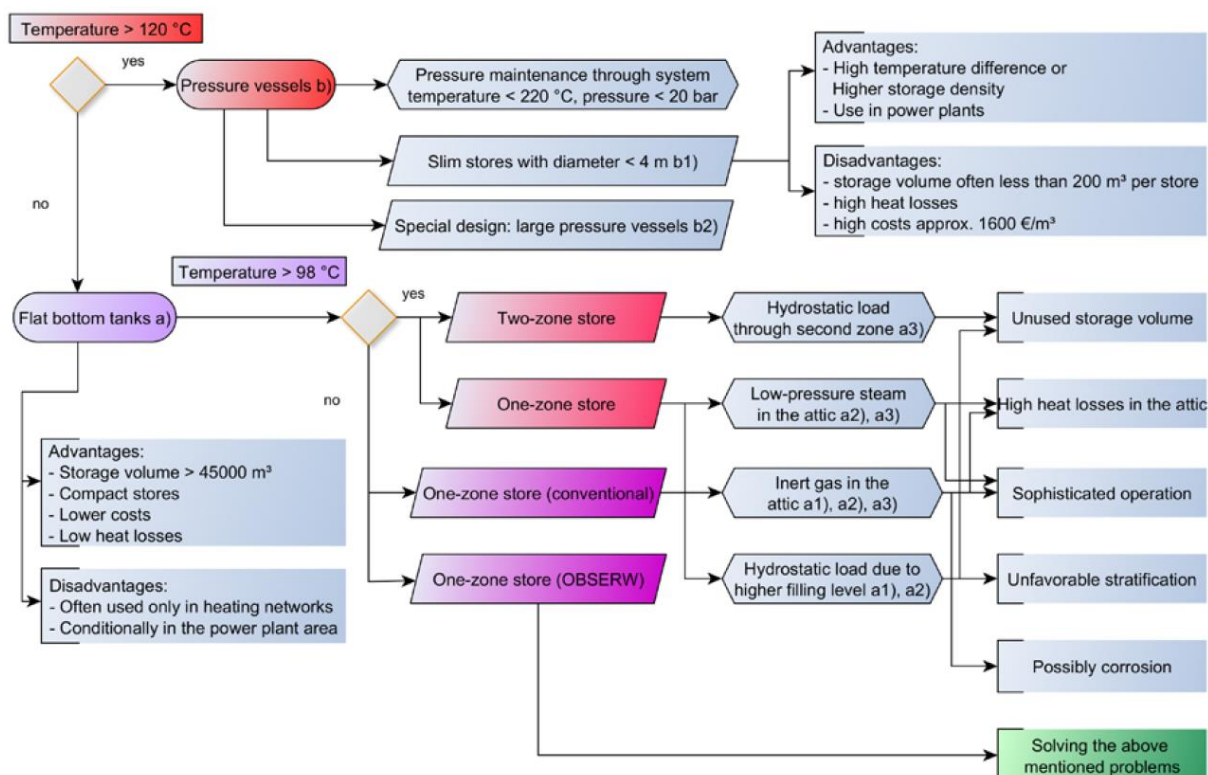 Temperature > 120 °C
yes
Pressure vessels b)
Pressure maintenance through system
temperature < 220 °C, pressure < 20 bar
Advantages:
- High temperature difference or
Higher storage density
- Use in power plants
Slim stores with diameter < 4 m b1)
Disadvantages:
- storage volume often less than 200 m³ per store
- high heat losses
- high costs approx. 1600 €/m³
no
Special design: large pressure vessels b2)
Temperature > 98 °C
Flat bottom tanks a)
yes
Two-zone store
Hydrostatic load
through second zone a3)
Unused storage volume
no
One-zone store
Low-pressure steam
in the attic a2), a3)
High heat losses in the attic
Advantages:
- Storage volume > 45000 m³
- Compact stores
- Lower costs
- Low heat losses
One-zone store (conventional)
Inert gas in the
attic a1), a2), a3)
Sophisticated operation
Disadvantages:
- Often used only in heating networks
- Conditionally in the power plant area
One-zone store (OBSERW)
Hydrostatic load due to
higher filling level a1), a2)
Unfavorable stratification
Possibly corrosion
Solving the above
mentioned problems